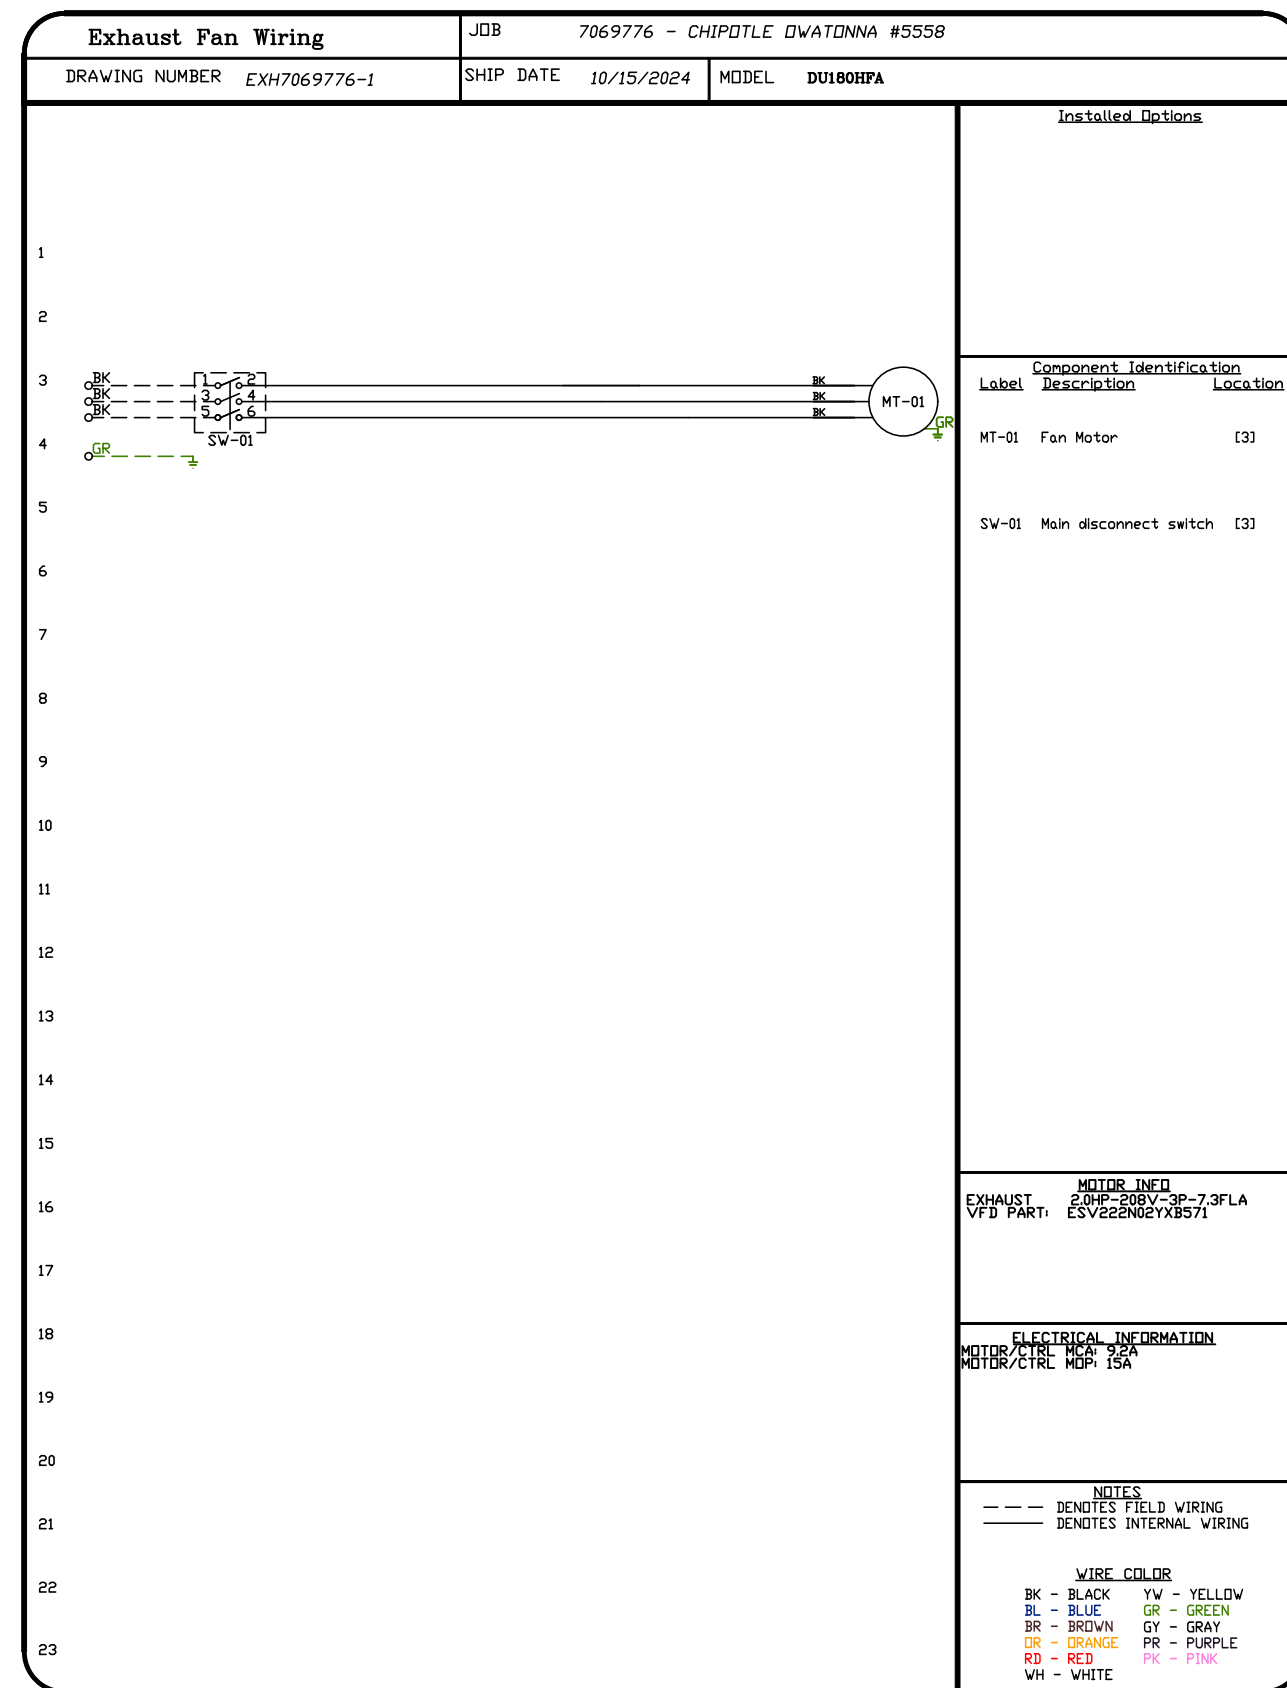 Exhaust Fan Wiring
JOB 7069776 - CHIPOTLE OWATONNA #5558
DRAWING NUMBER EXH7069776-1
SHIP DATE 10/15/2024
MODEL DU180HFA
Installed Options
1
2
3
BK 1 2 BK
BK 3 4 BK MT-01
BK 5 6 BK
GR
SW-01
4
GR
5
6
7
8
9
10
11
12
13
14
15
16
17
18
19
20
21
22
23
Component Identification
Label Description Location
MT-01 Fan Motor [3]
SW-01 Main disconnect switch [3]
MOTOR INFO
EXHAUST 2.0HP-208V-3P-7.3FLA
VFD PART: ESV222N02YXB571
ELECTRICAL INFORMATION
MOTOR/CTRL MCA: 9.2A
MOTOR/CTRL MOP: 15A
NOTES
DENOTES FIELD WIRING
DENOTES INTERNAL WIRING
WIRE COLOR
BK - BLACK YW - YELLOW
BL - BLUE GR - GREEN
BR - BROWN GY - GRAY
OR - ORANGE PR - PURPLE
RD - RED PK - PINK
WH - WHITE